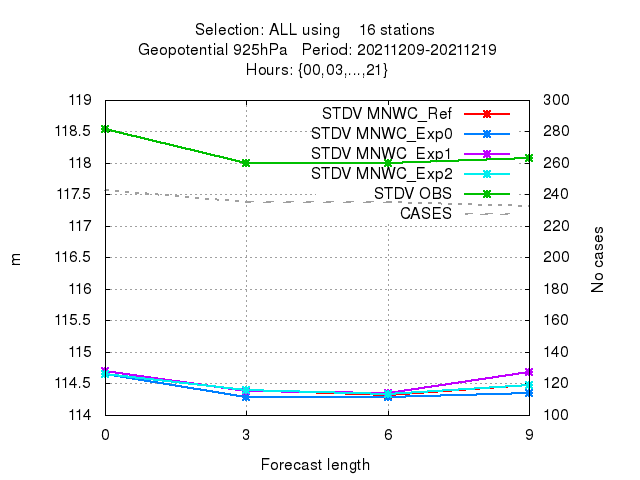 Selection: ALL using 16 stations
Geopotential 925hPa Period: 20211209-20211219
Hours: {00,03,...,21}
119
118.5
118
117.5
117
116.5
116
115.5
115
114.5
114
300
280
260
240
220
200
180
160
140
120
100
STDV MNWC_Ref
STDV MNWC_Exp0
STDV MNWC_Exp1
STDV MNWC_Exp2
STDV OBS
CASES
m
No cases
0 3 6 9
Forecast length